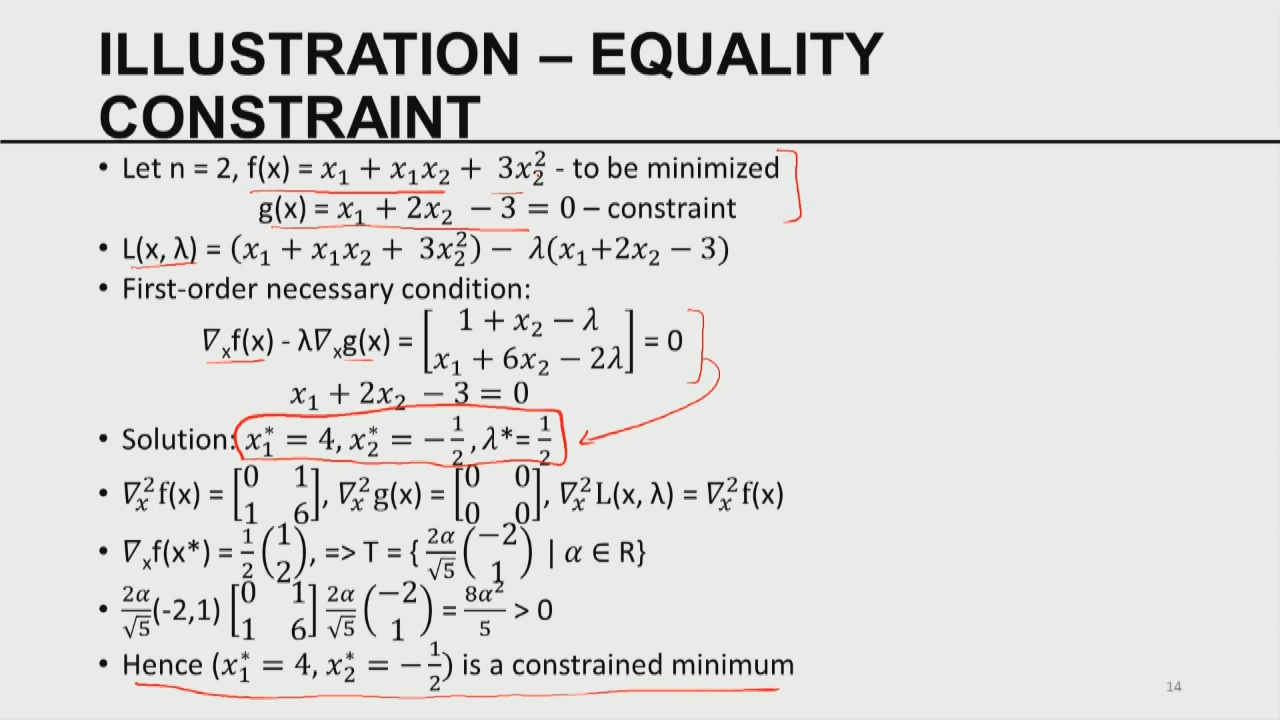 ILLUSTRATION – EQUALITY
CONSTRAINT
• Let n = 2, f(x) = x₁ + x₁x₂ + 3x₂² - to be minimized
g(x) = x₁ + 2x₂ − 3 = 0 – constraint
• L(x, λ) = (x₁ + x₁x₂ + 3x₂²) − λ(x₁+2x₂ − 3)
• First-order necessary condition:
∇ₓf(x) - λ∇ₓg(x) = [1 + x₂ − λ; x₁ + 6x₂ − 2λ] = 0
x₁ + 2x₂ − 3 = 0
• Solution: x₁* = 4, x₂* = −1/2, λ*= 1/2
• ∇ₓ²f(x) = [0 1; 1 6], ∇ₓ²g(x) = [0 0; 0 0], ∇ₓ²L(x, λ) = ∇ₓ²f(x)
• ∇ₓf(x*) = 1/2 (1; 2), => T = { 2α/√5 (−2; 1) | α ∈ R}
• 2α/√5 (-2,1) [0 1; 1 6] 2α/√5 (−2; 1) = 8α²/5 > 0
• Hence (x₁* = 4, x₂* = −1/2) is a constrained minimum
14